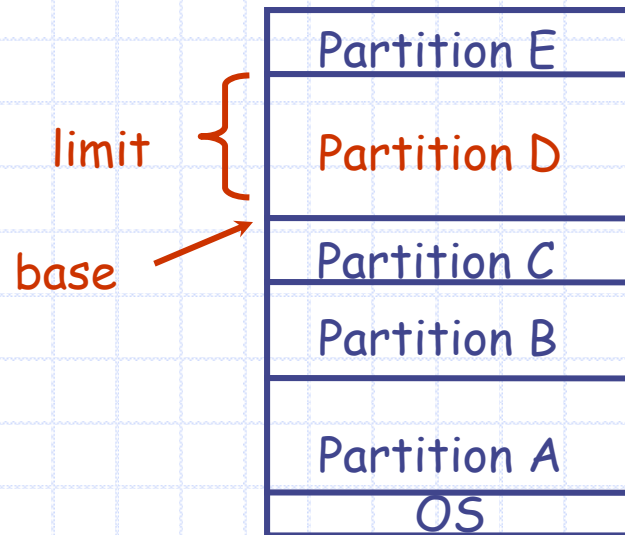 Partition E
limit
Partition D
base
Partition C
Partition B
Partition A
OS